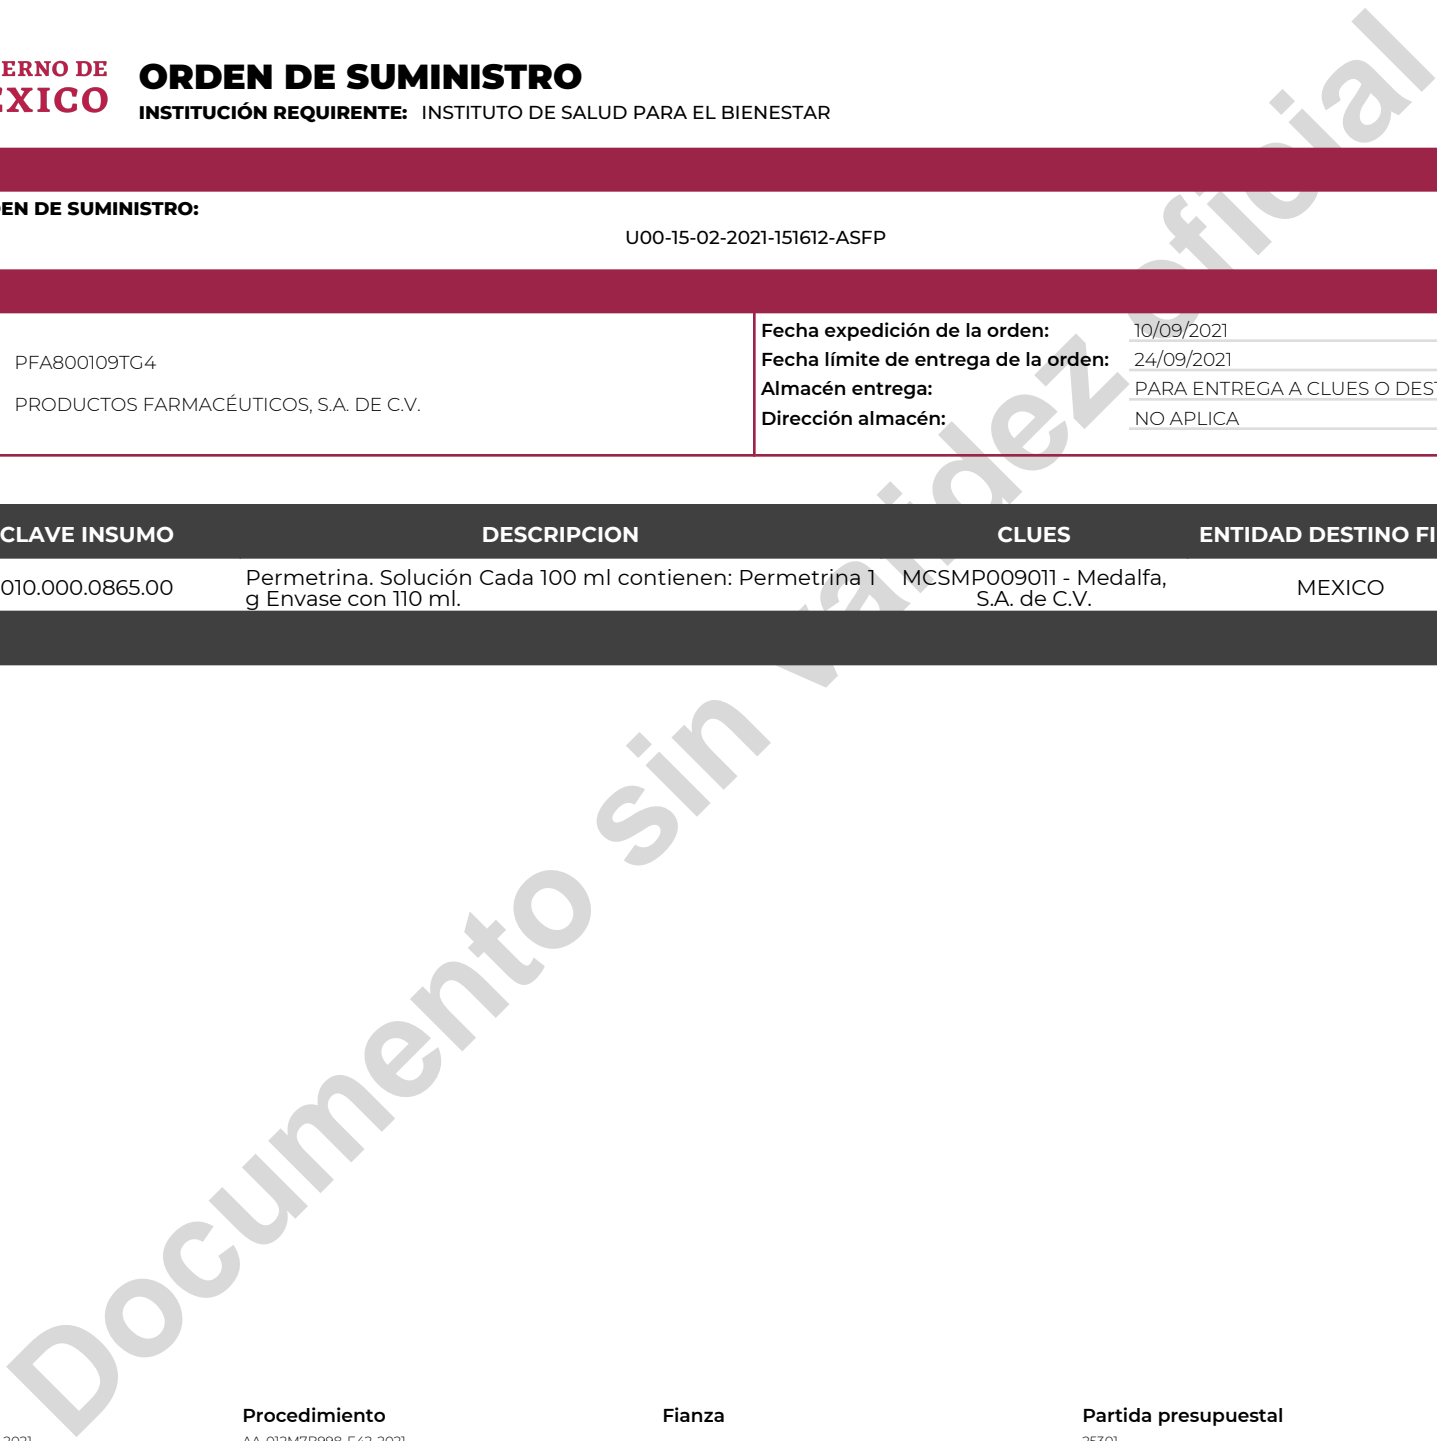 ERNO DE
EXICO
ORDEN DE SUMINISTRO
INSTITUCIÓN REQUIRENTE: INSTITUTO DE SALUD PARA EL BIENESTAR
EN DE SUMINISTRO:
U00-15-02-2021-151612-ASFP
PFA800109TG4
PRODUCTOS FARMACÉUTICOS, S.A. DE C.V.
Fecha expedición de la orden: 10/09/2021
Fecha límite de entrega de la orden: 24/09/2021
Almacén entrega: PARA ENTREGA A CLUES O DEST
Dirección almacén: NO APLICA
CLAVE INSUMO DESCRIPCION CLUES ENTIDAD DESTINO FI
010.000.0865.00 Permetrina. Solución Cada 100 ml contienen: Permetrina 1
g Envase con 110 ml.
MCSMP009011 - Medalfa,
S.A. de C.V.
MEXICO
Documento sin validez oficial
Procedimiento Fianza Partida presupuestal